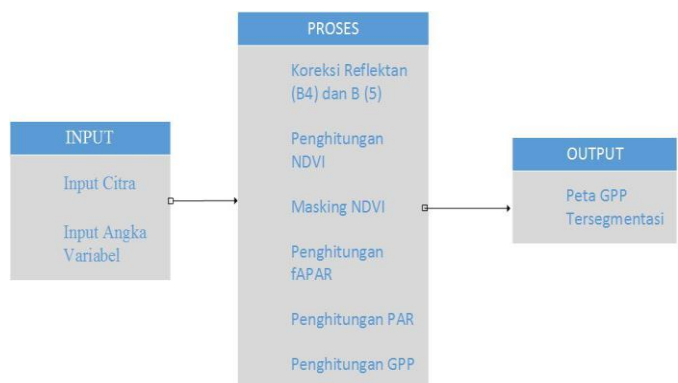 INPUT
Input Citra
Input Angka
Variabel
PROSES
Koreksi Reflektan
(B4) dan B (5)
Penghitungan
NDVI
Masking NDVI
Penghitungan
fAPAR
Penghitungan PAR
Penghitungan GPP
OUTPUT
Peta GPP
Tersegmentasi